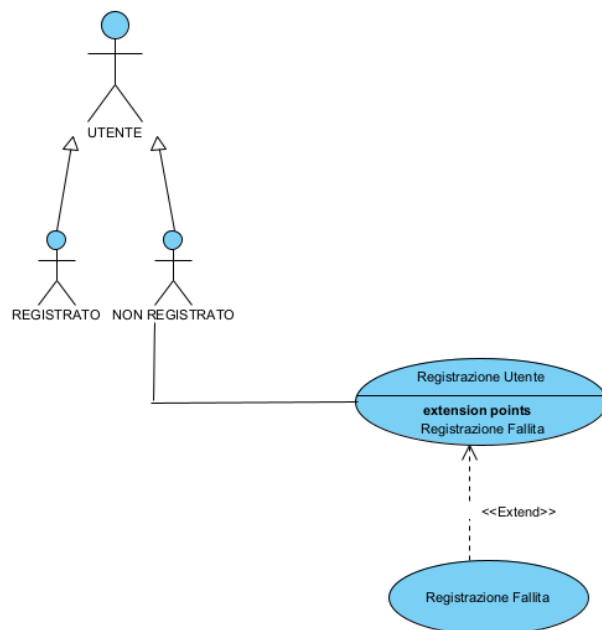 UTENTE
REGISTRATO
NON REGISTRATO
Registrazione Utente
extension points
Registrazione Fallita
<<Extend>>
Registrazione Fallita